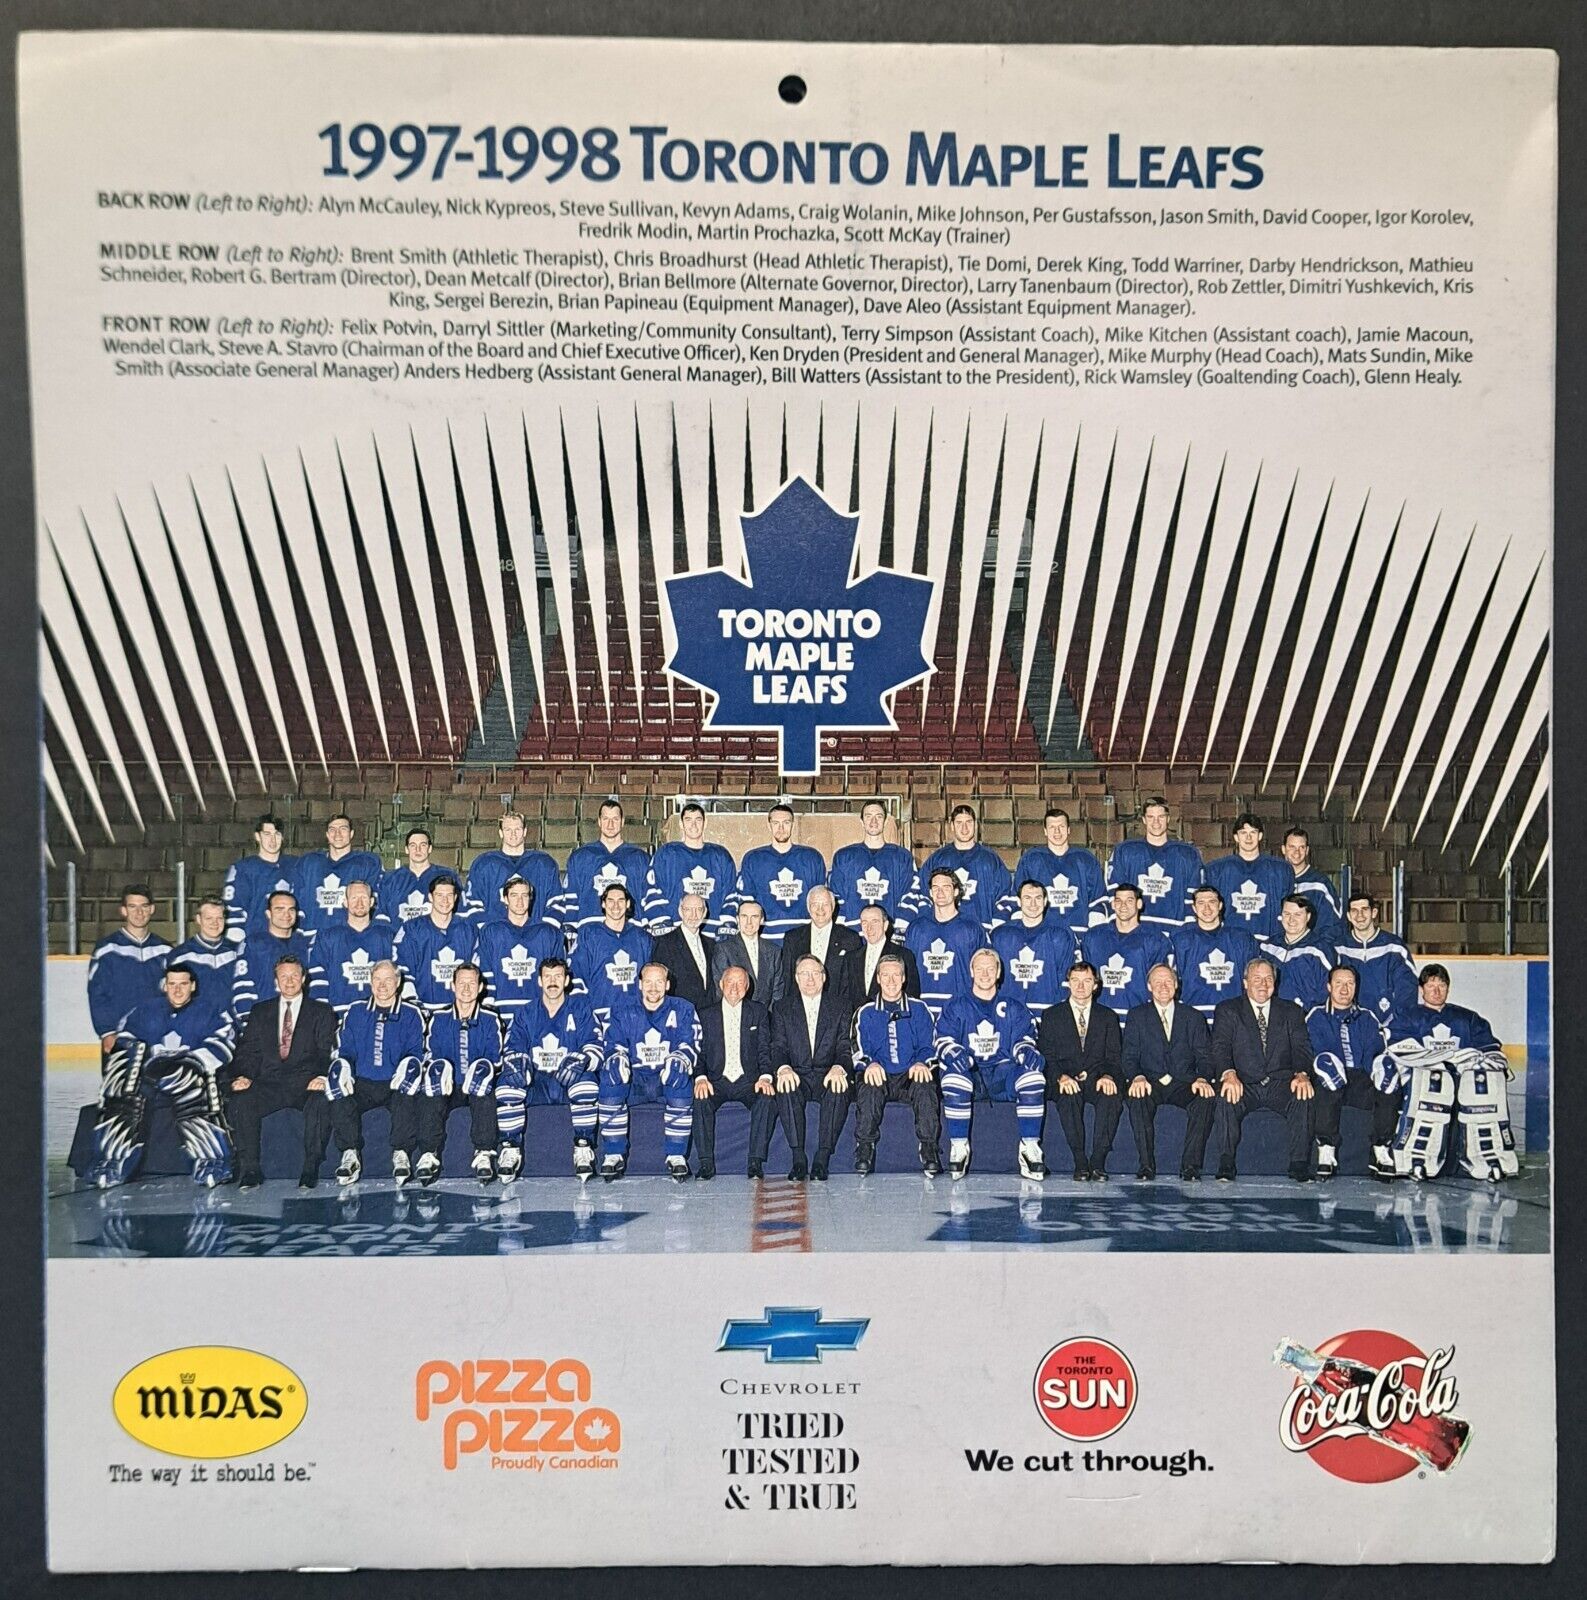 1997-1998 TORONTO MAPLE LEAFS
BACK ROW (Left to Right): Alyn McCauley, Nick Kypreos, Steve Sullivan, Kevyn Adams, Craig Wolanin, Mike Johnson, Per Gustafsson, Jason Smith, David Cooper, Igor Korolev,
Fredrik Modin, Martin Prochazka, Scott McKay (Trainer)
MIDDLE ROW (Left to Right): Brent Smith (Athletic Therapist), Chris Broadhurst (Head Athletic Therapist), Tie Domi, Derek King, Todd Warriner, Darby Hendrickson, Mathieu
Schneider, Robert G. Bertram (Director), Dean Metcalf (Director), Brian Bellmore (Alternate Governor, Director), Larry Tanenbaum (Director), Rob Zettler, Dimitri Yushkevich, Kris
King, Sergei Berezin, Brian Papineau (Equipment Manager), Dave Aleo (Assistant Equipment Manager).
FRONT ROW (Left to Right): Felix Potvin, Darryl Sittler (Marketing/Community Consultant), Terry Simpson (Assistant Coach), Mike Kitchen (Assistant coach), Jamie Macoun,
Wendel Clark, Steve A. Stavro (Chairman of the Board and Chief Executive Officer), Ken Dryden (President and General Manager), Mike Murphy (Head Coach), Mats Sundin, Mike
Smith (Associate General Manager) Anders Hedberg (Assistant General Manager), Bill Watters (Assistant to the President), Rick Wamsley (Goaltending Coach), Glenn Healy.
48
TORONTO
MAPLE
LEAFS
®
TORONTO
MAPLE
LEAFS
TORONTO
MIDAS®
The way it should be.™
pizza
pizza
Proudly Canadian
CHEVROLET
TRIED
TESTED
& TRUE
THE
TORONTO
SUN
We cut through.
Coca-Cola
®